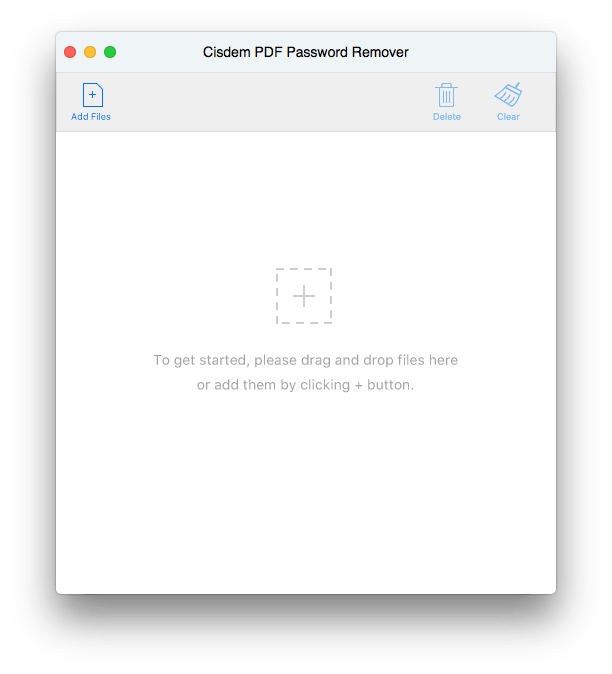 Cisdem PDF Password Remover
Add Files
Delete
Clear
To get started, please drag and drop files here
or add them by clicking + button.